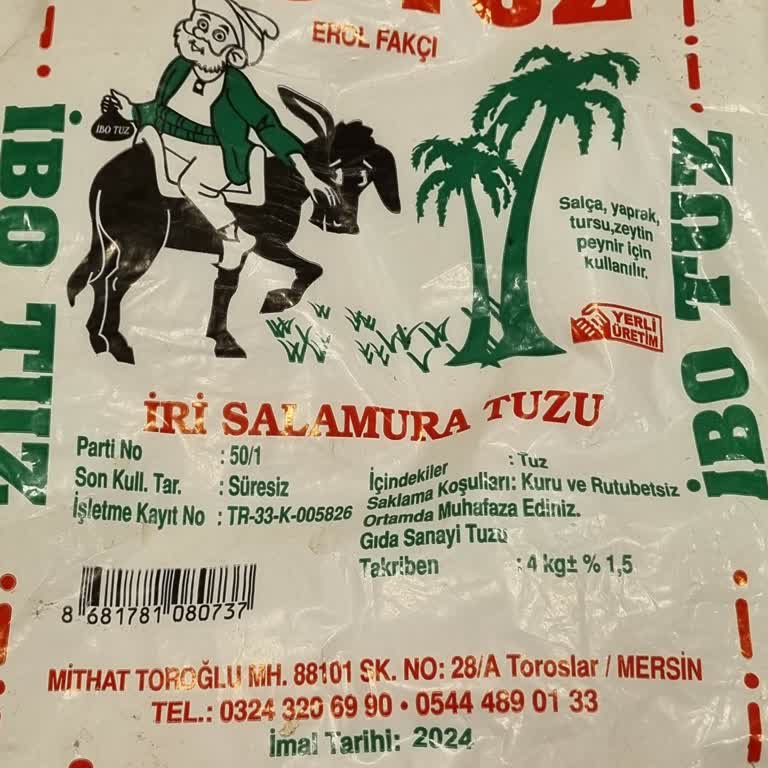 TUZ
EROL FAKÇI
İBO TUZ
İBO TUZ
İBO TUZ
Salça, yaprak,
tursu,zeytin
peynir için
kullanılır.
YERLİ
ÜRETİM
İRİ SALAMURA TUZU
Parti No : 50/1
Son Kull. Tar. : Süresiz
İşletme Kayıt No : TR-33-K-005826
İçindekiler : Tuz
Saklama Koşulları: Kuru ve Rutubetsiz
Ortamda Muhafaza Ediniz.
Gıda Sanayi Tuzu
Takriben : 4 kg± % 1,5
8 681781 080737
MİTHAT TOROĞLU MH. 88101 SK. NO: 28/A Toroslar / MERSİN
TEL.: 0324 320 69 90 • 0544 489 01 33
İmal Tarihi: 2024